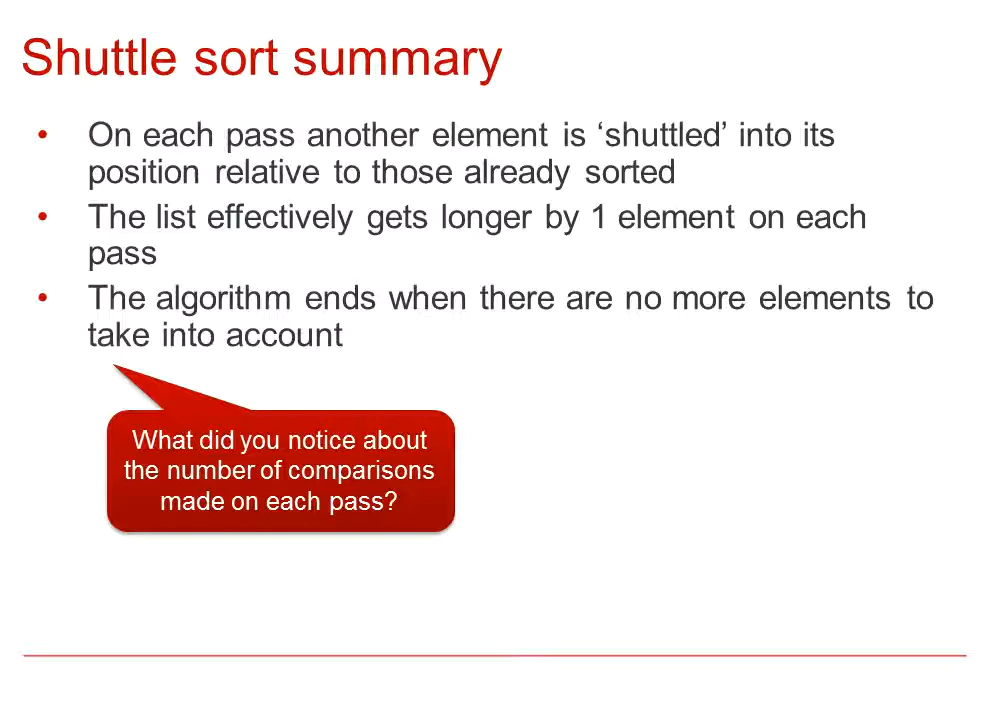 Shuttle sort summary
• On each pass another element is ‘shuttled’ into its
position relative to those already sorted
• The list effectively gets longer by 1 element on each
pass
• The algorithm ends when there are no more elements to
take into account
What did you notice about
the number of comparisons
made on each pass?